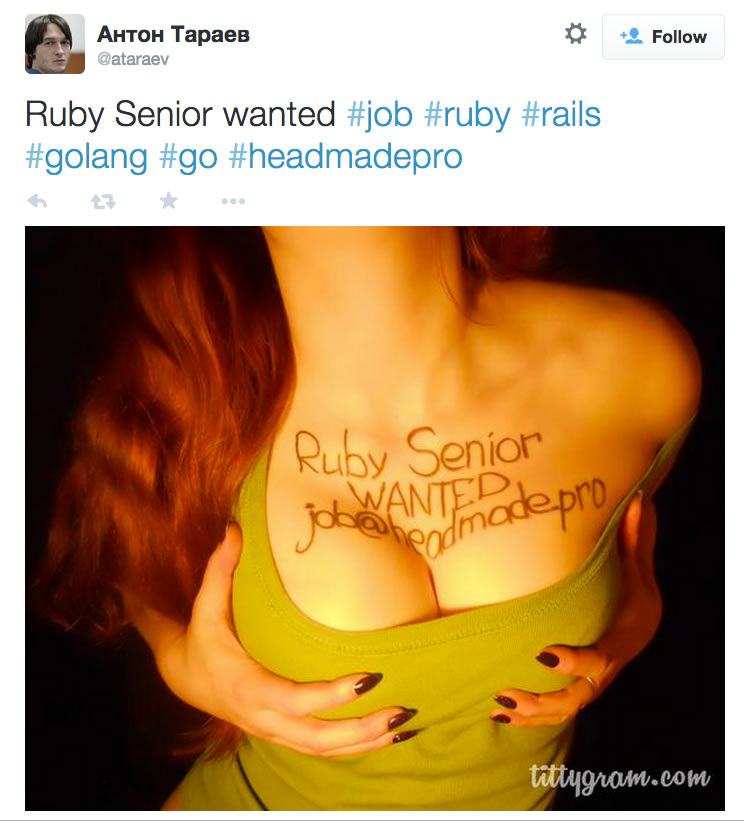 Антон Тараев
@ataraev
Follow
Ruby Senior wanted #job #ruby #rails
#golang #go #headmadepro
Ruby Senior
WANTED
job@headmade.pro
tittygram.com